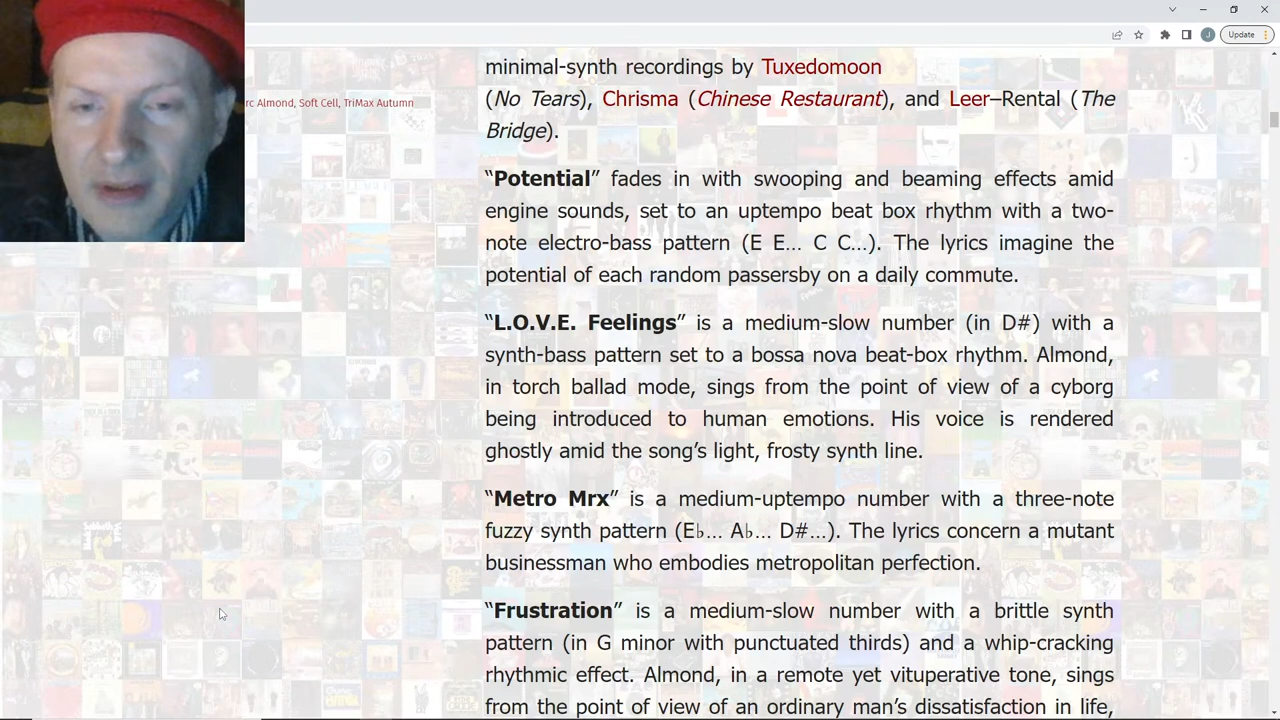 Update
minimal-synth recordings by Tuxedomoon
rc Almond, Soft Cell, TriMax Autumn
(No Tears), Chrisma (Chinese Restaurant), and Leer–Rental (The
Bridge).
“Potential” fades in with swooping and beaming effects amid
engine sounds, set to an uptempo beat box rhythm with a two-
note electro-bass pattern (E E… C C…). The lyrics imagine the
potential of each random passersby on a daily commute.
“L.O.V.E. Feelings” is a medium-slow number (in D#) with a
synth-bass pattern set to a bossa nova beat-box rhythm. Almond,
in torch ballad mode, sings from the point of view of a cyborg
being introduced to human emotions. His voice is rendered
ghostly amid the song’s light, frosty synth line.
“Metro Mrx” is a medium-uptempo number with a three-note
fuzzy synth pattern (E♭… A♭… D#…). The lyrics concern a mutant
businessman who embodies metropolitan perfection.
“Frustration” is a medium-slow number with a brittle synth
pattern (in G minor with punctuated thirds) and a whip-cracking
rhythmic effect. Almond, in a remote yet vituperative tone, sings
from the point of view of an ordinary man’s dissatisfaction in life,